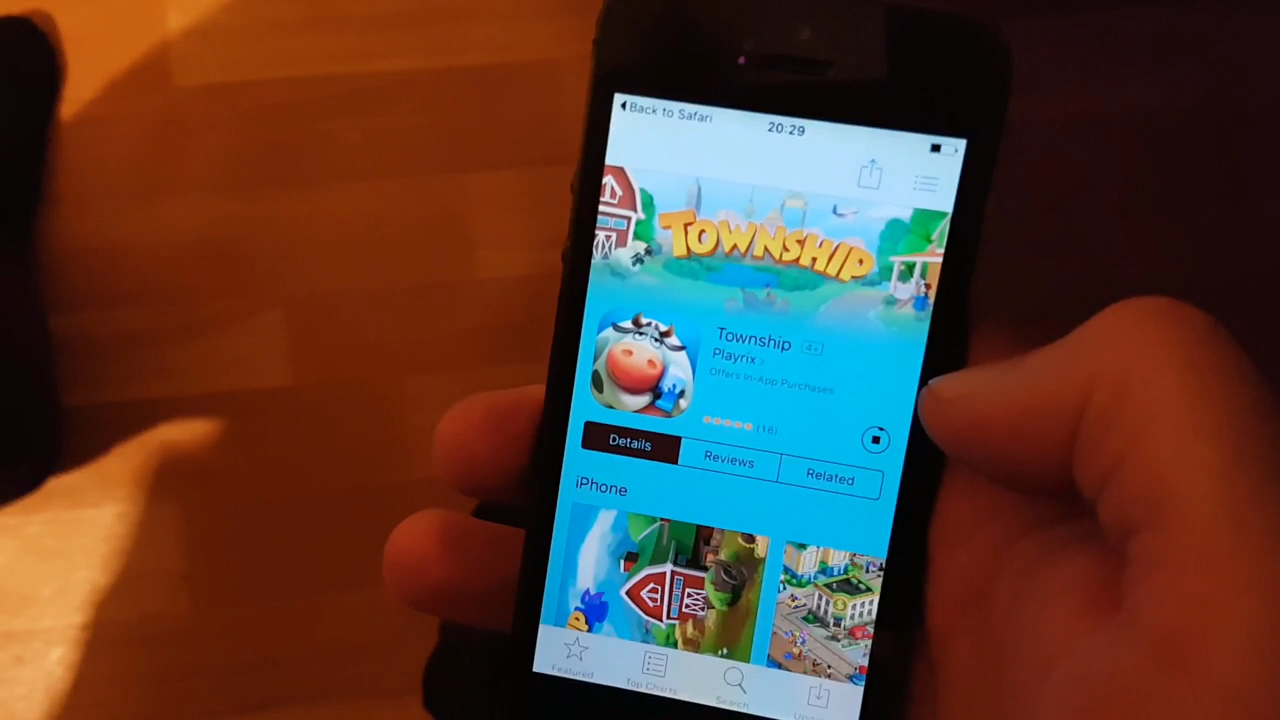 Back to Safari
20:29
TOWNSHIP
Township 4+
Playrix >
Offers In-App Purchases
(16)
Details
Reviews
Related
iPhone
Featured
Top Charts
Search